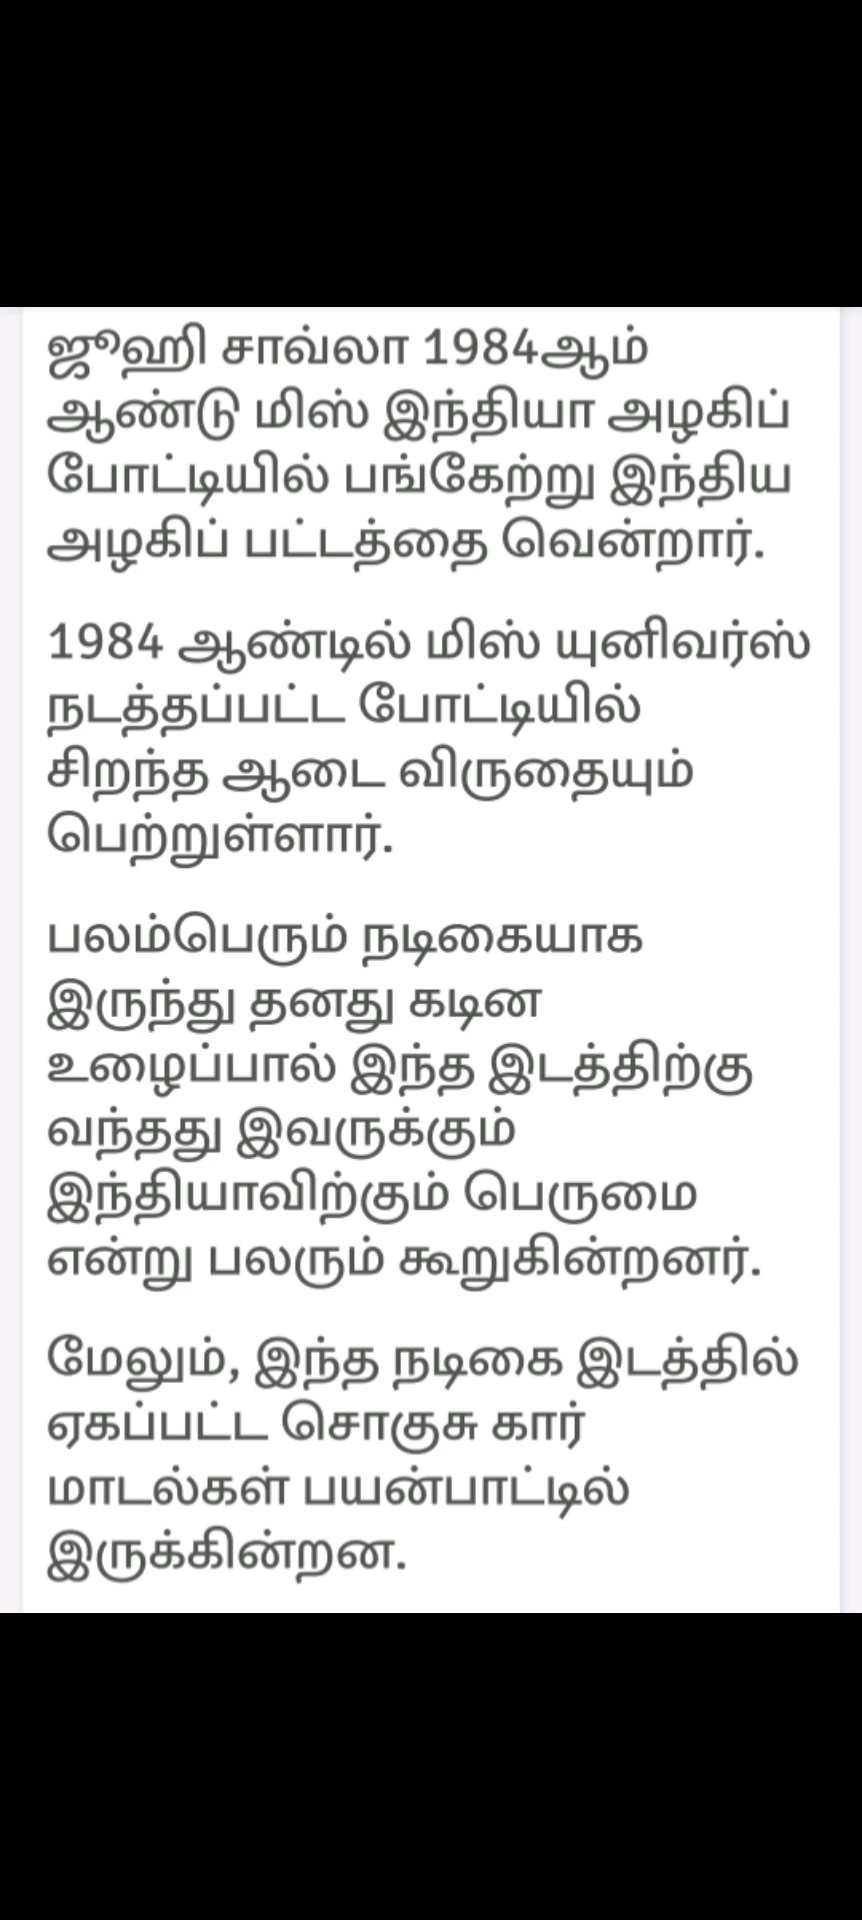 ஜூஹி சாவ்லா 1984ஆம்
ஆண்டு மிஸ் இந்தியா அழகிப்
போட்டியில் பங்கேற்று இந்திய
அழகிப் பட்டத்தை வென்றார்.
1984 ஆண்டில் மிஸ் யுனிவர்ஸ்
நடத்தப்பட்ட போட்டியில்
சிறந்த ஆடை விருதையும்
பெற்றுள்ளார்.
பலம்பெரும் நடிகையாக
இருந்து தனது கடின
உழைப்பால் இந்த இடத்திற்கு
வந்தது இவருக்கும்
இந்தியாவிற்கும் பெருமை
என்று பலரும் கூறுகின்றனர்.
மேலும், இந்த நடிகை இடத்தில்
ஏகப்பட்ட சொகுசு கார்
மாடல்கள் பயன்பாட்டில்
இருக்கின்றன.